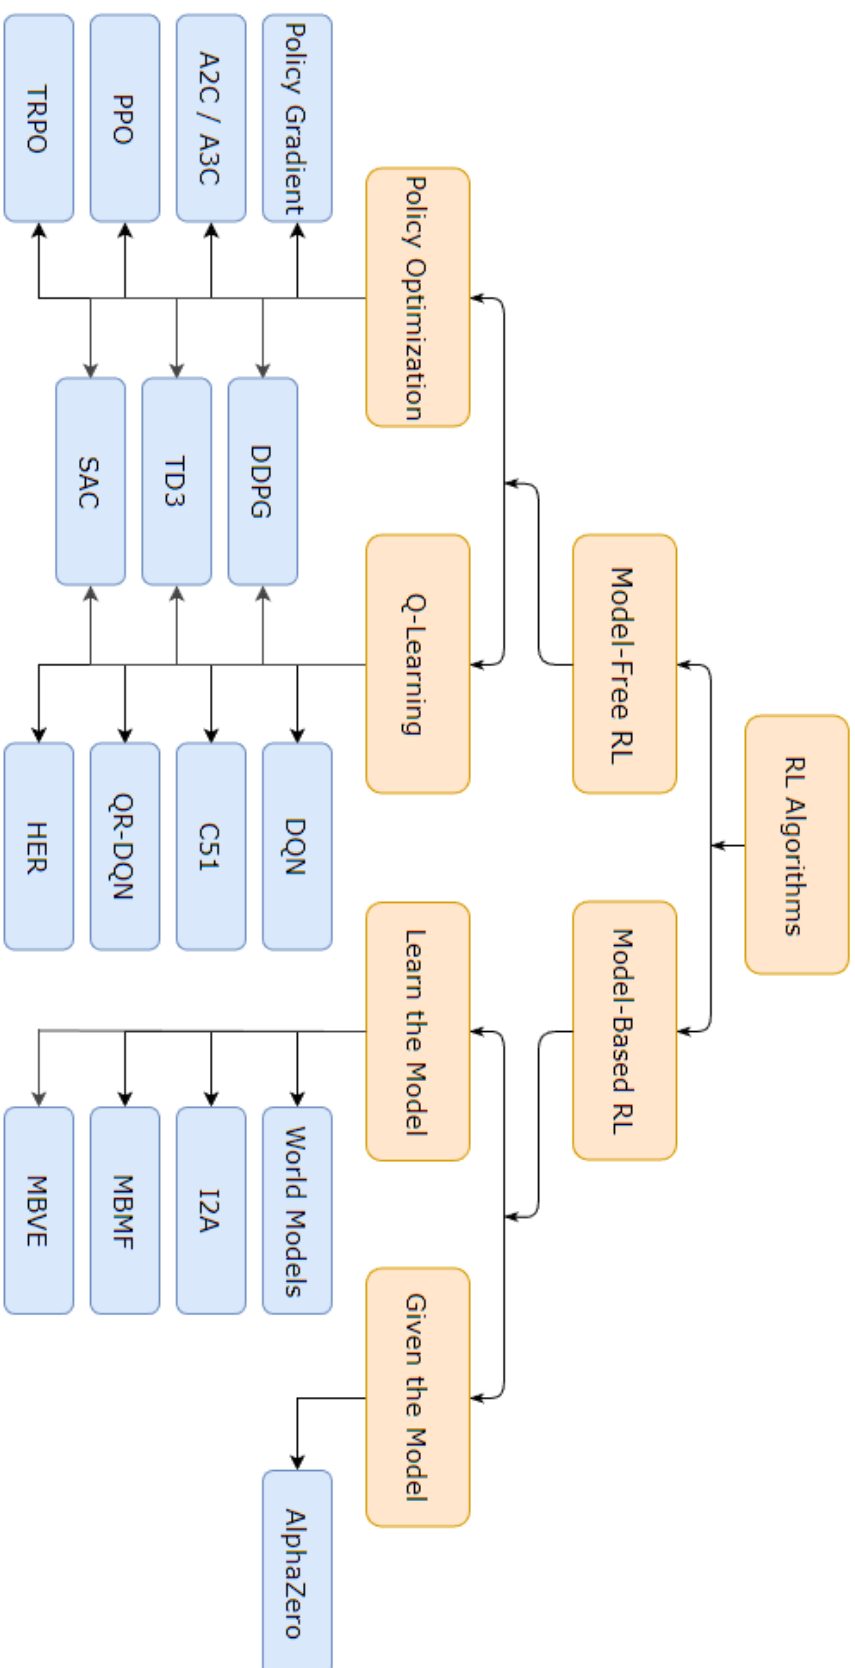 RL Algorithms
Model-Free RL
Model-Based RL
Policy Optimization
Q-Learning
Learn the Model
Given the Model
Policy Gradient
DDPG
DQN
World Models
AlphaZero
A2C / A3C
TD3
C51
I2A
PPO
SAC
QR-DQN
MBMF
TRPO
HER
MBVE